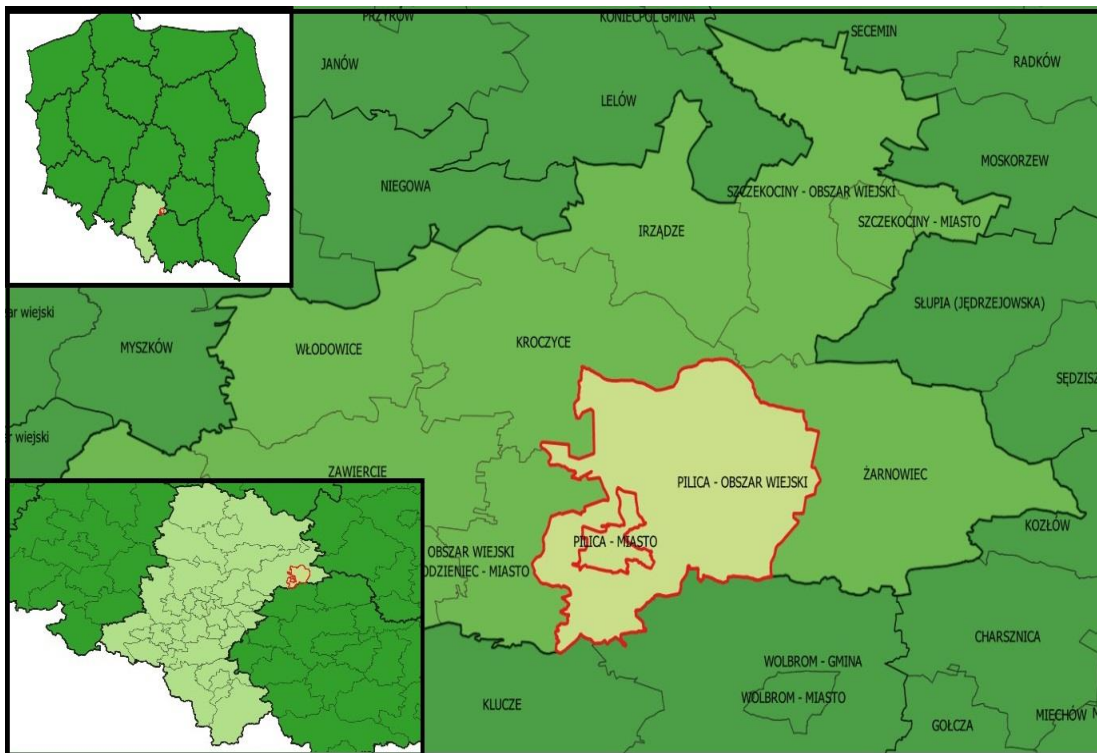 PRZYRÓW
KONIECPOL GMINA
SECEMIN
JANÓW
RADKÓW
LELÓW
MOSKORZEW
NIEGOWA
SZCZEKOCINY - OBSZAR WIEJSKI
SZCZEKOCINY - MIASTO
IRZĄDZE
SŁUPIA (JĘDRZEJOWSKA)
ar wiejski
MYSZKÓW
WŁODOWICE
KROCZYCE
SĘDZISZ
ar wiejski
ZAWIERCIE
PILICA - OBSZAR WIEJSKI
ŻARNOWIEC
KOZŁÓW
PILICA - MIASTO
OBSZAR WIEJSKI
ODZIENIEC - MIASTO
CHARSZNICA
WOLBROM - GMINA
WOLBROM - MIASTO
KLUCZE
GOŁCZA
MIECHÓW M